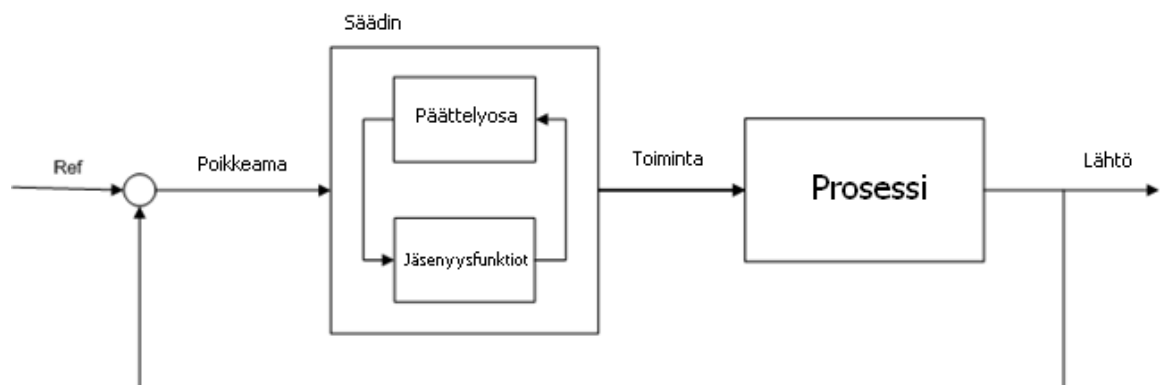 Säädin
Päättelyosa
Ref
Poikkeama
Toiminta
Lähtö
Prosessi
Jäsenyysfunktiot